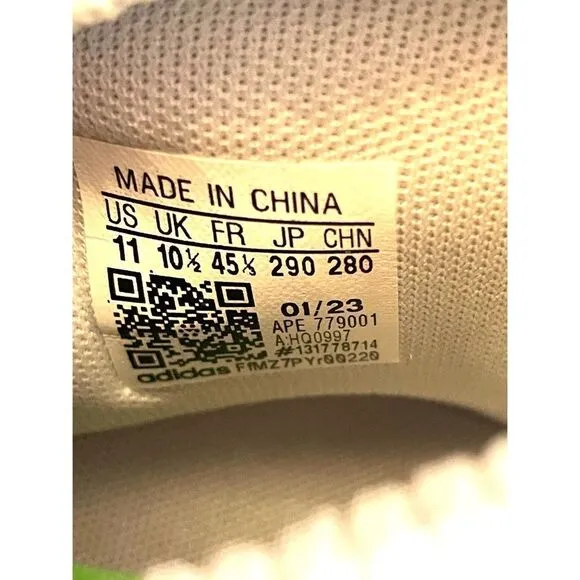 MADE IN CHINA
US UK FR JP CHN
11 10½ 45⅓ 290 280
01/23
APE 779001
A:HQ0997
#131778714
adidas FfMZ7PYr00220